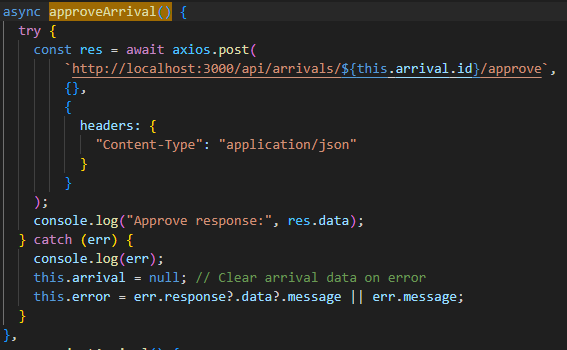 async approveArrival() {
try {
const res = await axios.post(
`http://localhost:3000/api/arrivals/${this.arrival.id}/approve`,
{},
{
headers: {
"Content-Type": "application/json"
}
}
);
console.log("Approve response:", res.data);
} catch (err) {
console.log(err);
this.arrival = null; // Clear arrival data on error
this.error = err.response?.data?.message || err.message;
}
},